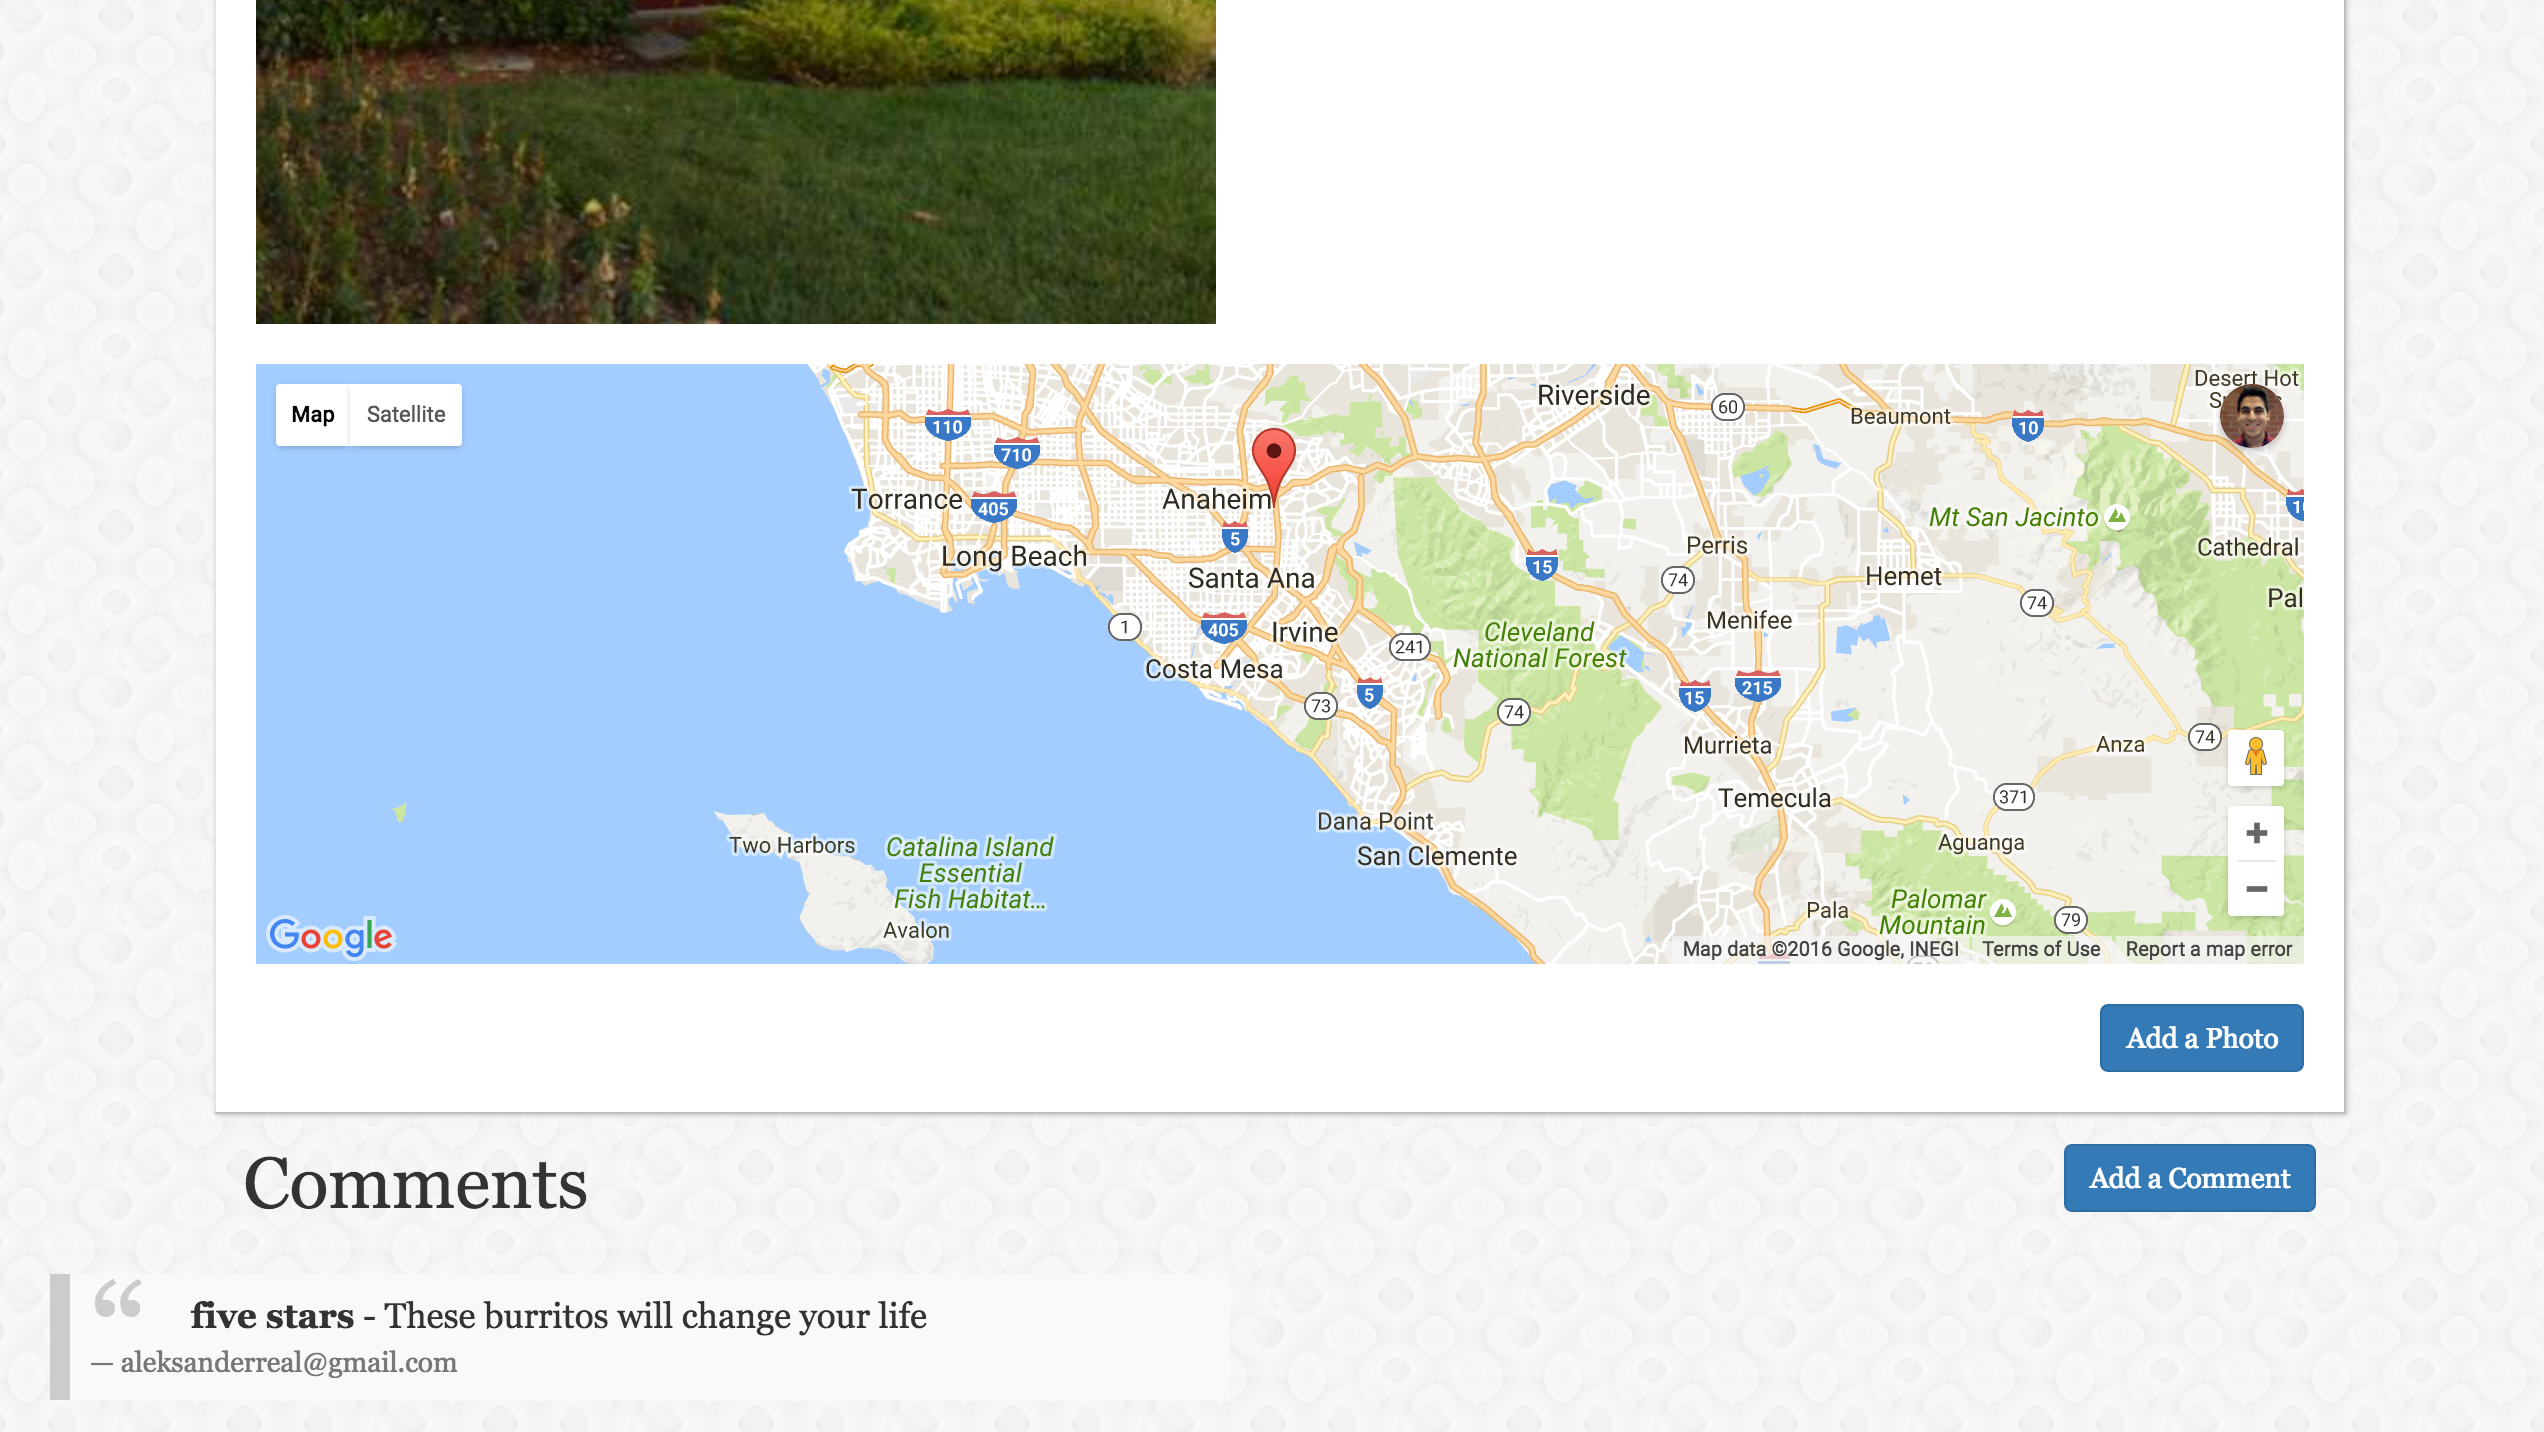 Map Satellite
Riverside
60
Beaumont
10
Desert Hot
110
710
Torrance
405
Anaheim
5
Long Beach
Santa Ana
15
Perris
74
Mt San Jacinto
Cathedral
Hemet
74
Pal
1
405
Irvine
241
Cleveland
National Forest
Menifee
Costa Mesa
73
5
74
15
215
Murrieta
Anza
74
Temecula
371
Dana Point
San Clemente
Aguanga
Two Harbors
Catalina Island
Essential
Fish Habitat...
Avalon
Pala
Palomar
Mountain
79
Google
Map data ©2016 Google, INEGI Terms of Use Report a map error
Add a Photo
Comments
Add a Comment
“ five stars - These burritos will change your life
— aleksanderreal@gmail.com